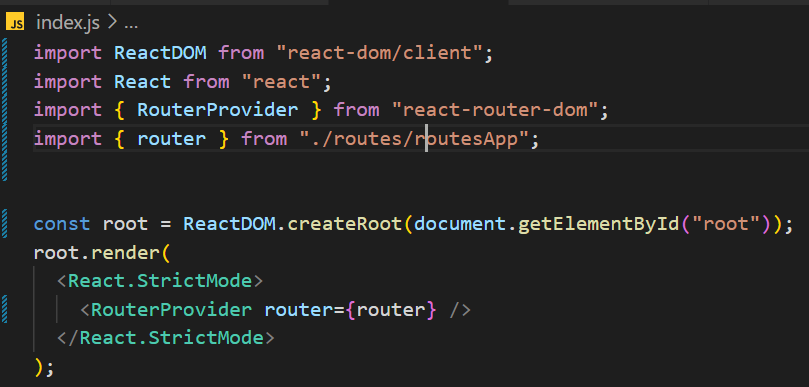 JS index.js > ...
import ReactDOM from "react-dom/client";
import React from "react";
import { RouterProvider } from "react-router-dom";
import { router } from "./routes/routesApp";
const root = ReactDOM.createRoot(document.getElementById("root"));
root.render(
<React.StrictMode>
<RouterProvider router={router} />
</React.StrictMode>
);